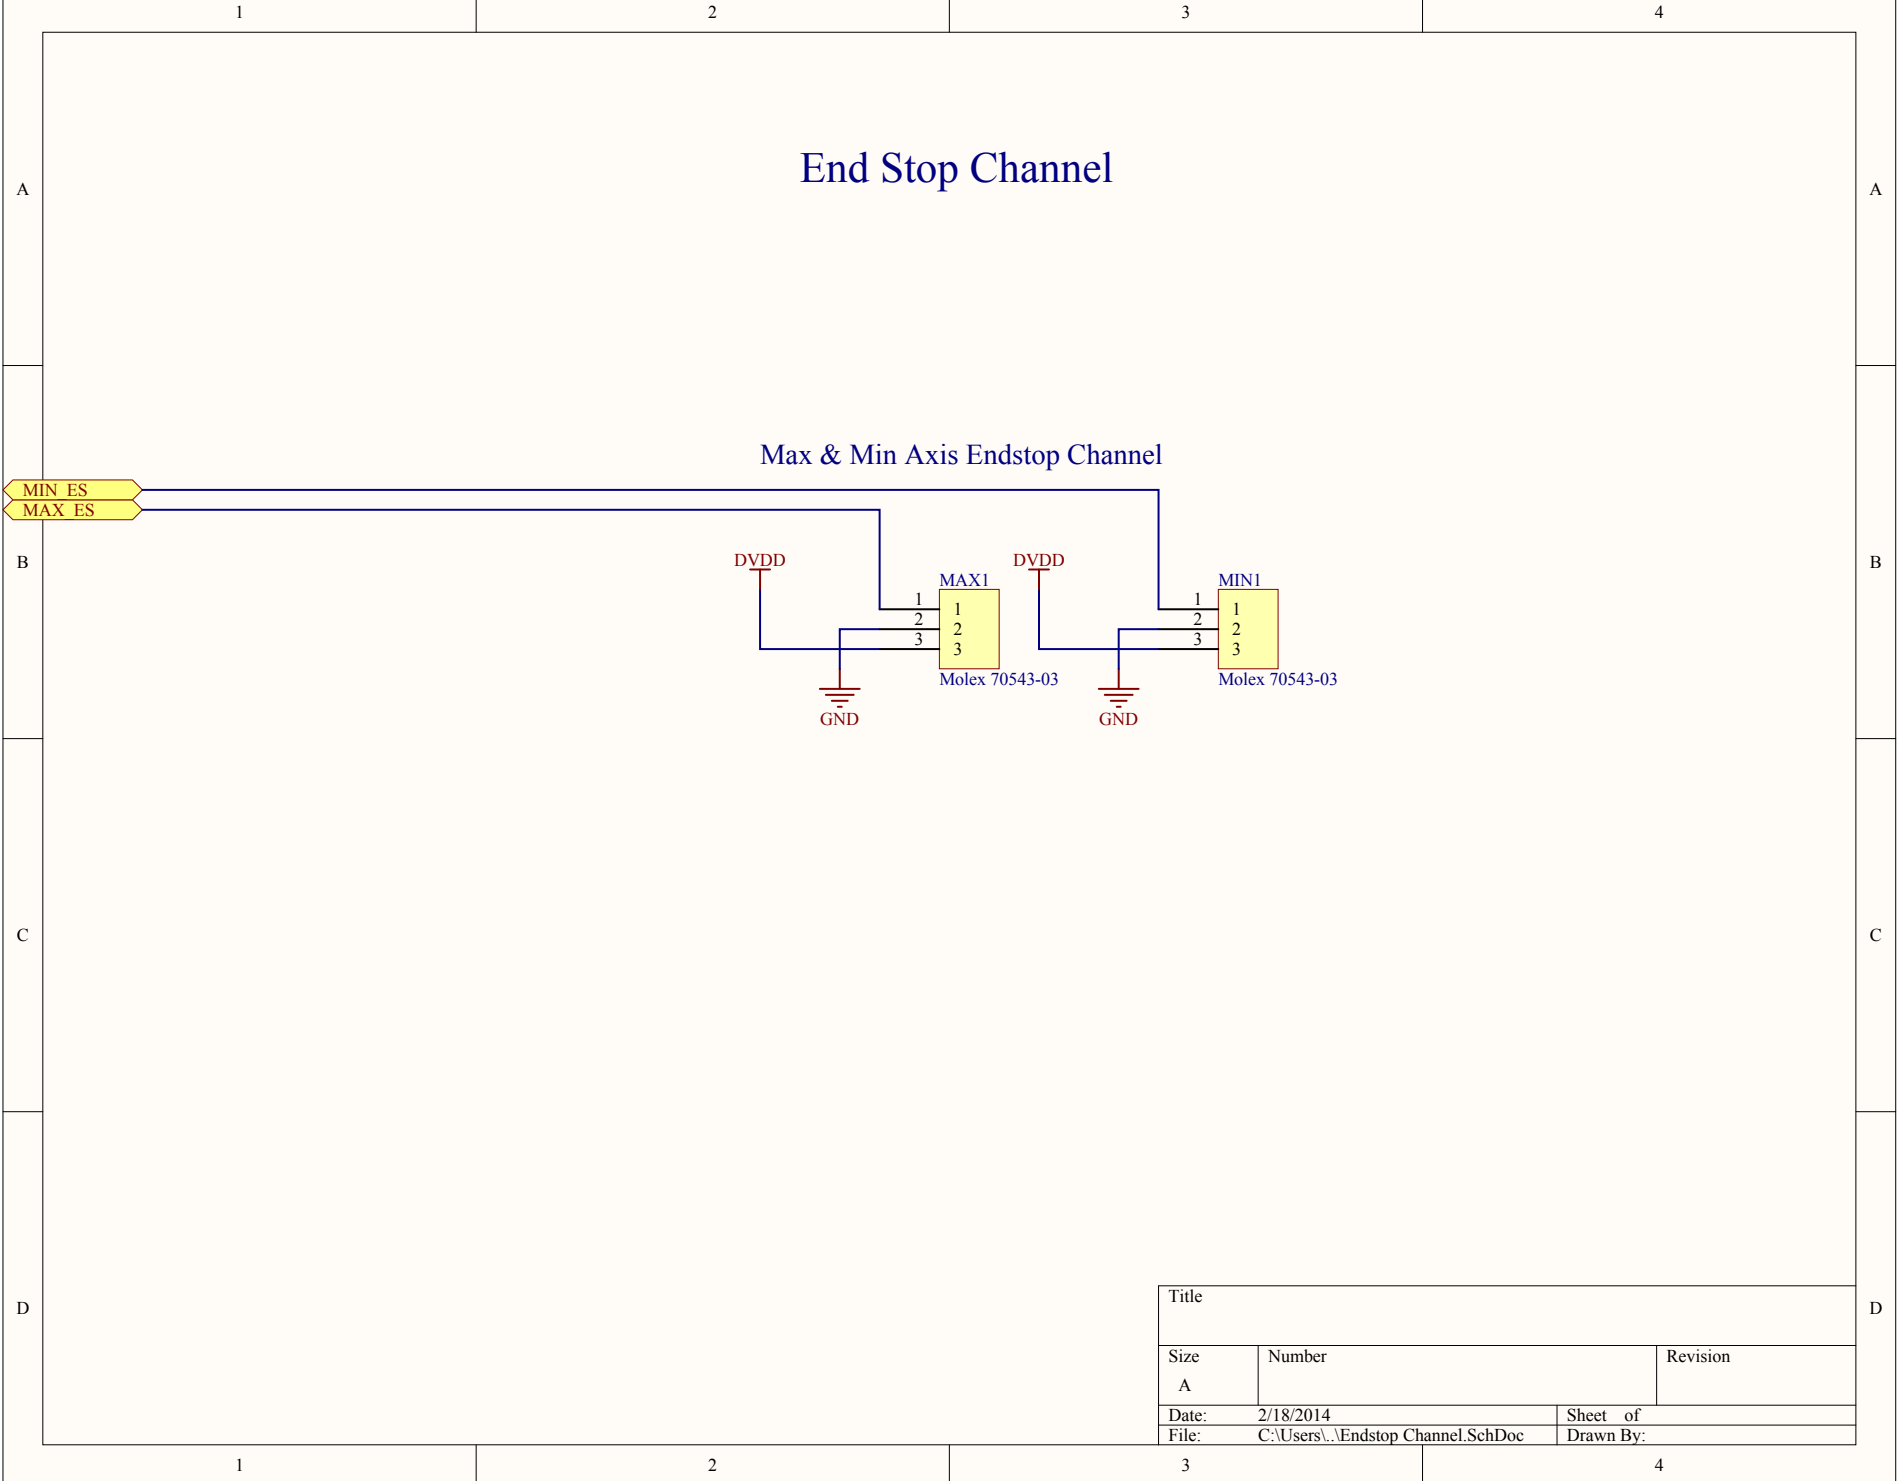 1 2 3 4
A A
End Stop Channel
Max & Min Axis Endstop Channel
MIN_ES
MAX_ES
B B
DVDD DVDD
MAX1 MIN1
1 1 1 1
2 2 2 2
3 3 3 3
Molex 70543-03 Molex 70543-03
GND GND
C C
D D
Title
Size Number Revision
A
Date: 2/18/2014 Sheet of
File: C:\Users\..\Endstop Channel.SchDoc Drawn By:
1 2 3 4